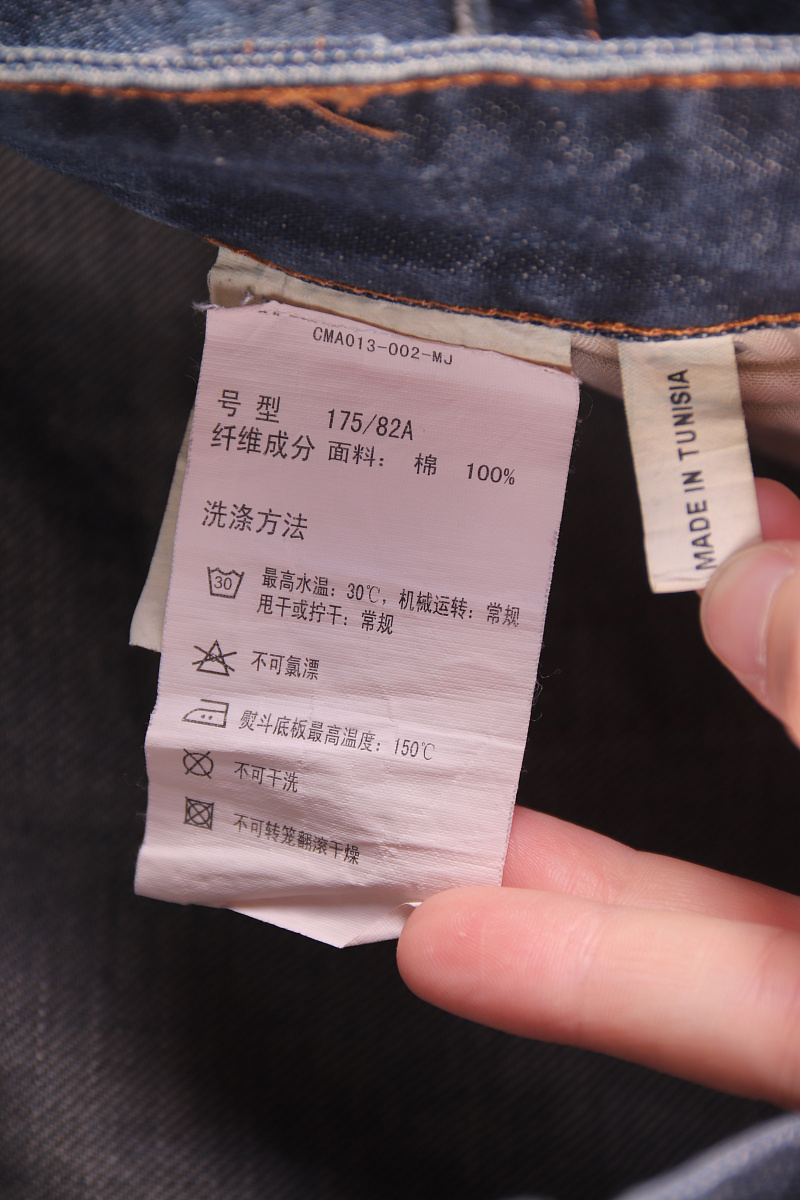 CMA013-002-MJ
号 型 175/82A
纤维成分 面料： 棉 100%
洗涤方法
30 最高水温：30℃，机械运转：常规
甩干或拧干：常规
不可氯漂
熨斗底板最高温度：150℃
不可干洗
不可转笼翻滚干燥
MADE IN TUNISIA